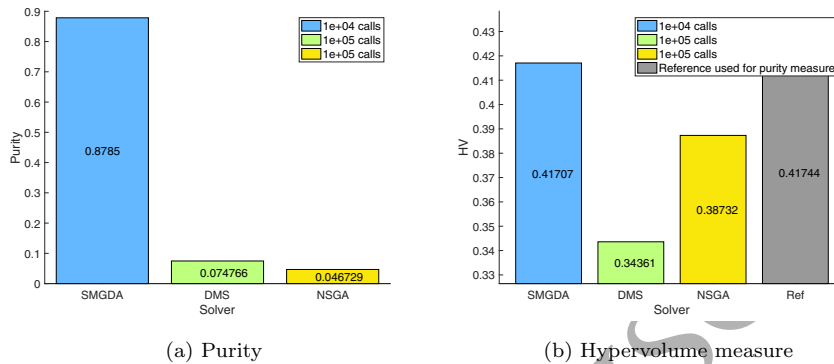 0.9
0.8
0.7
0.6
0.5
0.4
0.3
0.2
0.1
0
Purity
1e+04 calls
1e+05 calls
1e+05 calls
0.8785
0.074766
0.046729
SMGDA DMS NSGA
Solver
(a) Purity
0.43
0.42
0.41
0.4
0.39
0.38
0.37
0.36
0.35
0.34
0.33
HV
1e+04 calls
1e+05 calls
1e+05 calls
Reference used for purity measure
0.41707
0.34361
0.38732
0.41744
SMGDA DMS NSGA Ref
Solver
(b) Hypervolume measure